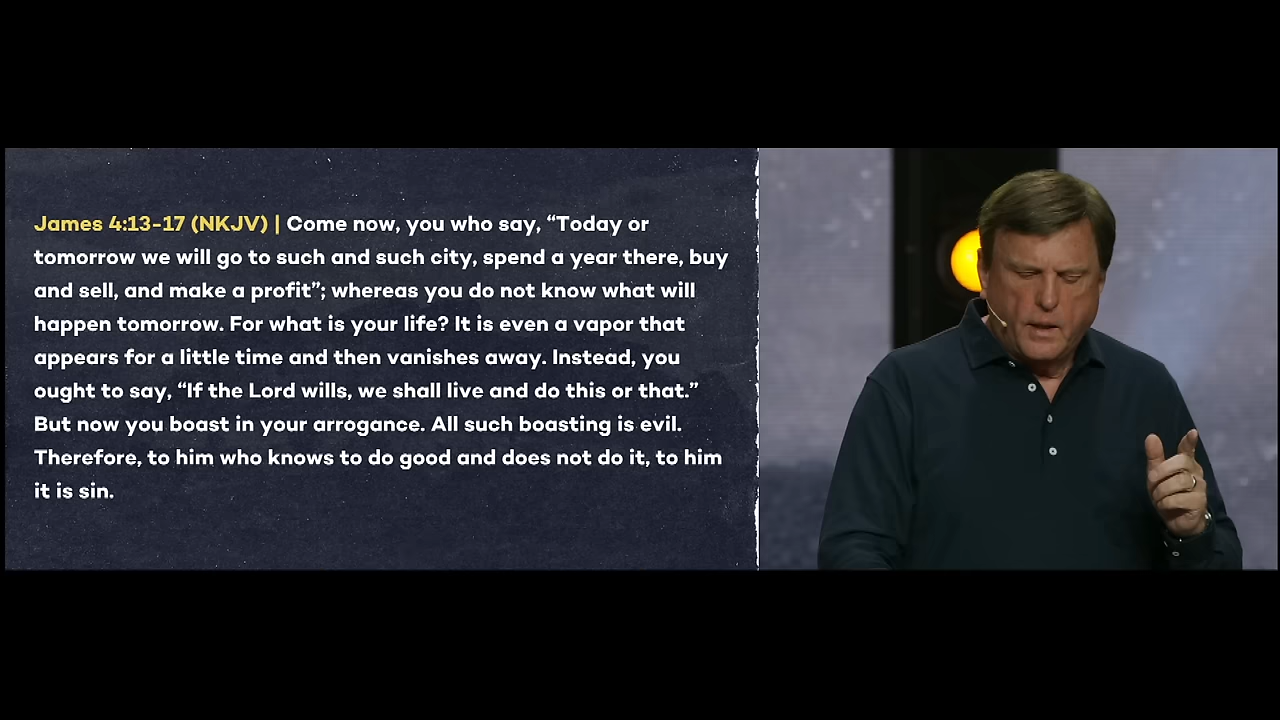 James 4:13-17 (NKJV) | Come now, you who say, “Today or
tomorrow we will go to such and such city, spend a year there, buy
and sell, and make a profit”; whereas you do not know what will
happen tomorrow. For what is your life? It is even a vapor that
appears for a little time and then vanishes away. Instead, you
ought to say, “If the Lord wills, we shall live and do this or that.”
But now you boast in your arrogance. All such boasting is evil.
Therefore, to him who knows to do good and does not do it, to him
it is sin.